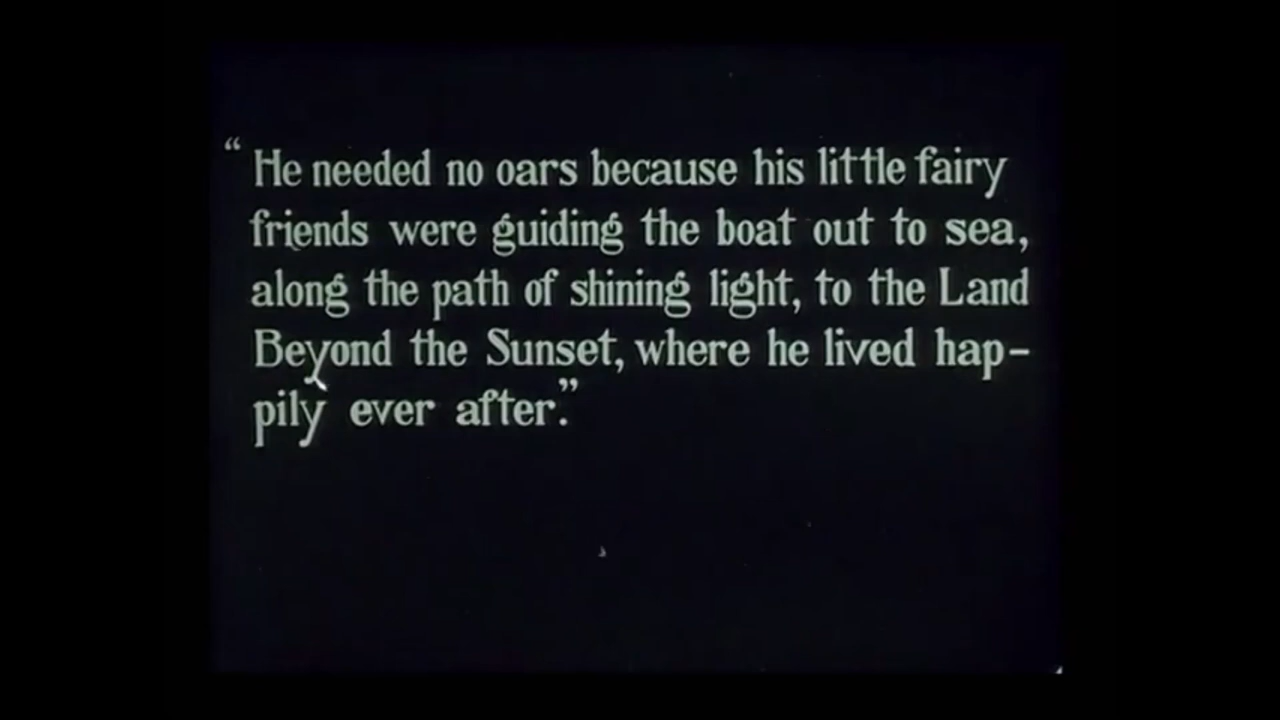 “He needed no oars because his little fairy
friends were guiding the boat out to sea,
along the path of shining light, to the Land
Beyond the Sunset, where he lived hap-
pily ever after.”